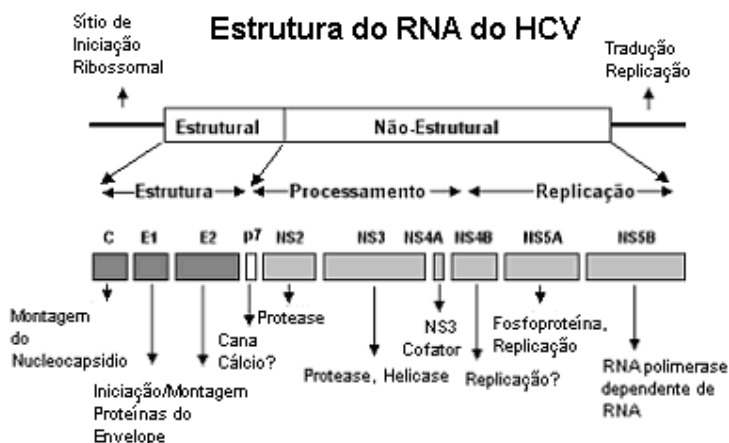 Estrutura do RNA do HCV
Sítio de
Iniciação
Ribossomal
Tradução
Replicação
Estrutural
Não-Estrutural
Estrutura
Processamento
Replicação
C E1 E2 p7 NS2 NS3 NS4A NS4B NS5A NS5B
Montagem
do
Nucleocapsidio
Iniciação/Montagem
Proteínas do
Envelope
Cana
Cálcio?
Protease
Protease, Helicase
NS3
Cofator
Replicação?
Fosfoproteína,
Replicação
RNA polimerase
dependente de
RNA